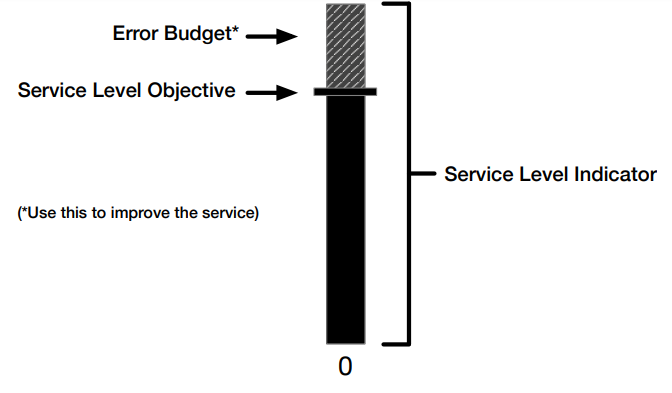 Error Budget*
Service Level Objective
Service Level Indicator
(*Use this to improve the service)
0